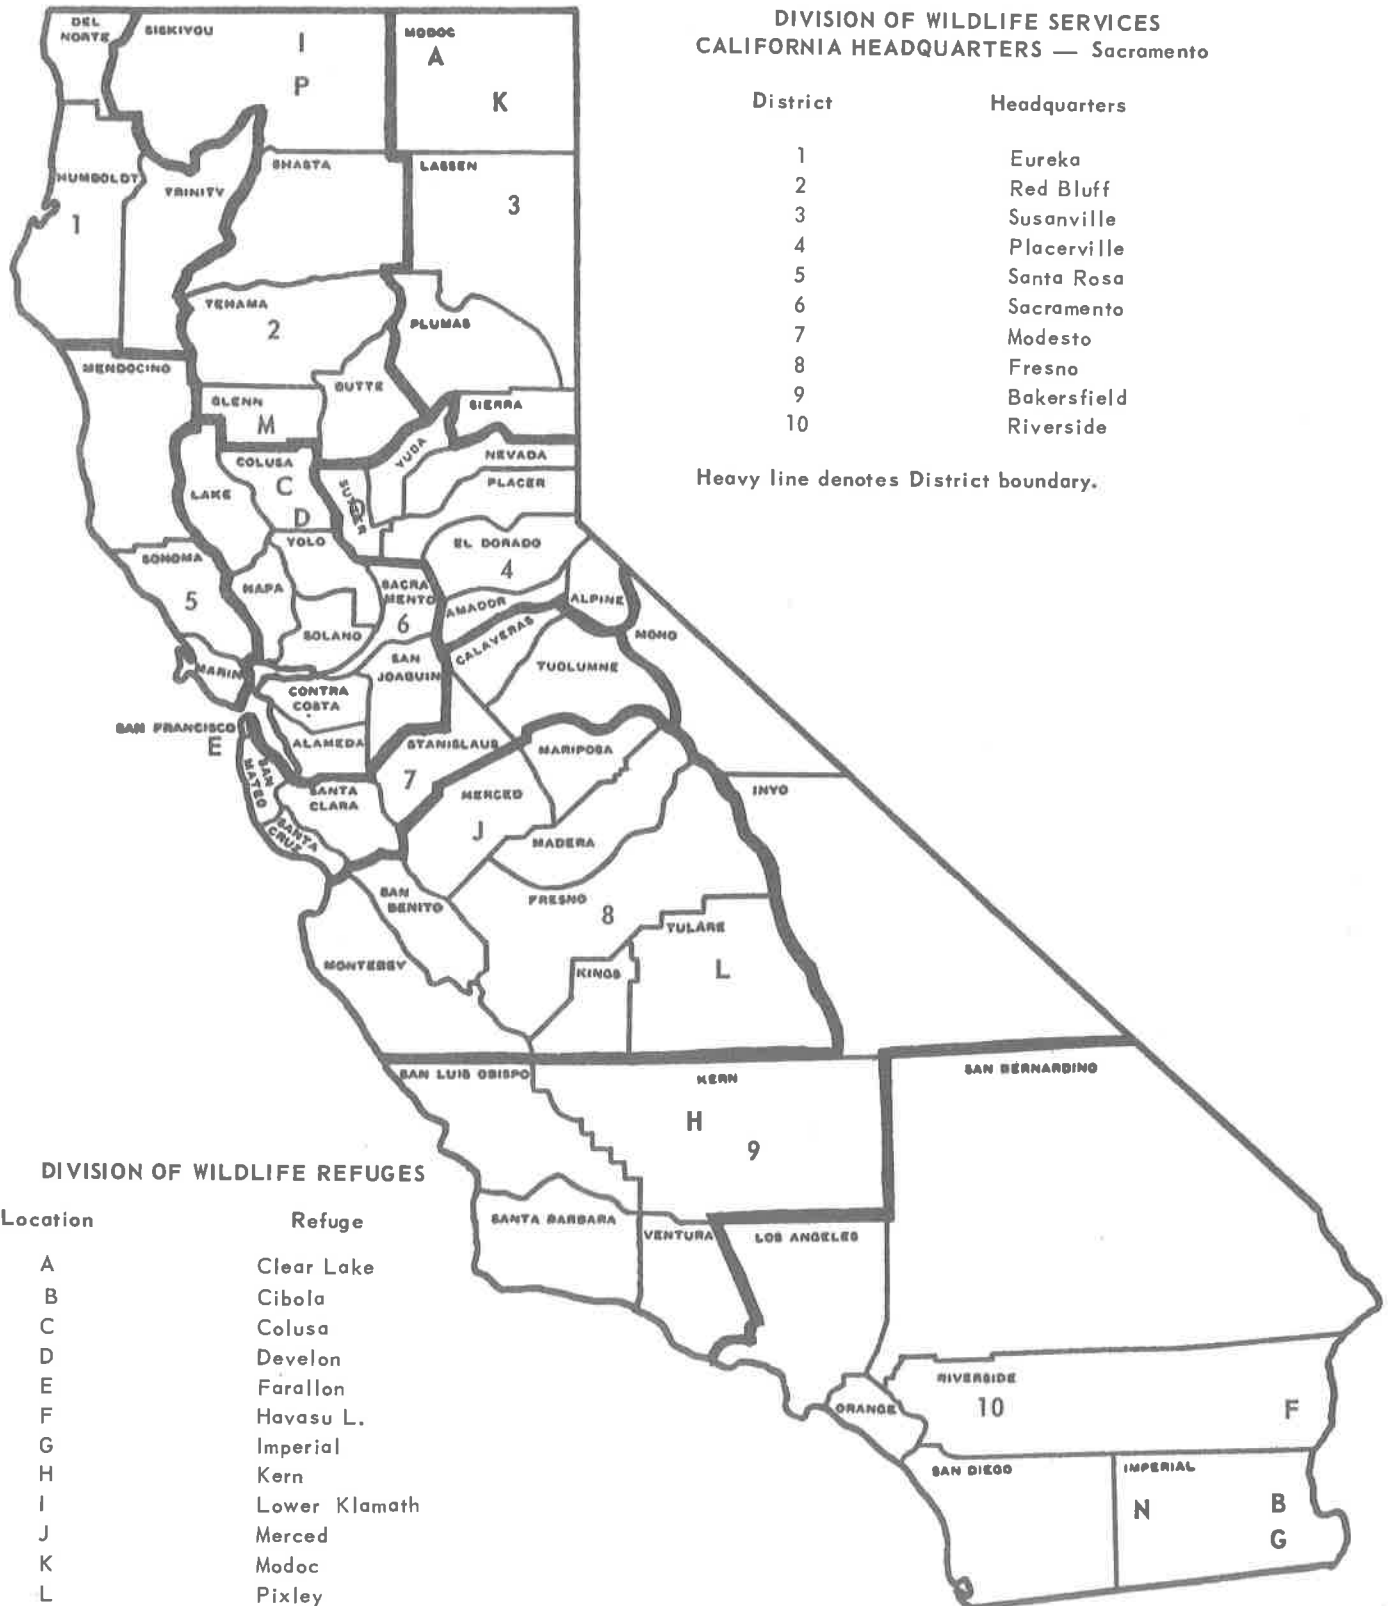 DIVISION OF WILDLIFE SERVICES
CALIFORNIA HEADQUARTERS — Sacramento
District Headquarters
1 Eureka
2 Red Bluff
3 Susanville
4 Placerville
5 Santa Rosa
6 Sacramento
7 Modesto
8 Fresno
9 Bakersfield
10 Riverside
Heavy line denotes District boundary.
DEL
NORTE
SISKIYOU
I
P
MODOC
A
K
HUMBOLDT
1
TRINITY
SHASTA
LASSEN
3
TEHAMA
2
PLUMAS
MENDOCINO
GLENN
M
BUTTE
SIERRA
COLUSA
C
D
YUBA
NEVADA
LAKE
SUTTER
PLACER
SONOMA
5
YOLO
EL DORADO
4
NAPA
SACRA
MENTO
6
AMADOR
ALPINE
SOLANO
CALAVERAS
MONO
MARIN
SAN
JOAQUIN
TUOLUMNE
CONTRA
COSTA
SAN FRANCISCO
E
ALAMEDA
STANISLAUS
7
MARIPOSA
SAN
MATEO
SANTA
CLARA
MERCED
J
INYO
SANTA
CRUZ
MADERA
SAN
BENITO
FRESNO
8
TULARE
L
MONTEREY
KINGS
SAN LUIS OBISPO
KERN
H
9
SAN BERNARDINO
SANTA BARBARA
VENTURA
LOS ANGELES
RIVERSIDE
10
F
ORANGE
SAN DIEGO
IMPERIAL
N
B
G
DIVISION OF WILDLIFE REFUGES
Location Refuge
A Clear Lake
B Cibola
C Colusa
D Develon
E Farallon
F Havasu L.
G Imperial
H Kern
I Lower Klamath
J Merced
K Modoc
L Pixley